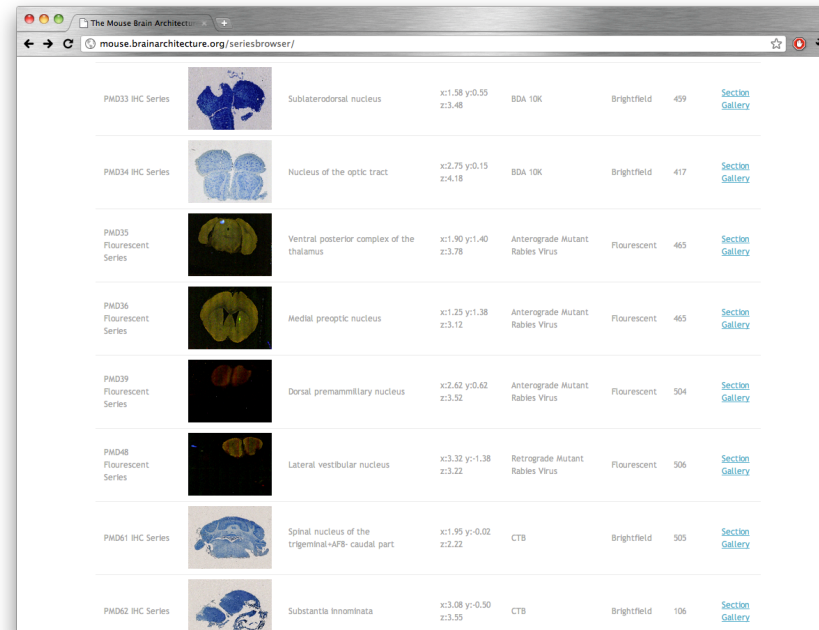 The Mouse Brain Architectur
mouse.brainarchitecture.org/seriesbrowser/
PMD33 IHC Series Sublaterodorsal nucleus x:1.58 y:0.55 z:3.48 BDA 10K Brightfield 459 Section Gallery
PMD34 IHC Series Nucleus of the optic tract x:2.75 y:0.15 z:4.18 BDA 10K Brightfield 417 Section Gallery
PMD35 Flourescent Series Ventral posterior complex of the thalamus x:1.90 y:1.40 z:3.78 Anterograde Mutant Rabies Virus Flourescent 465 Section Gallery
PMD36 Flourescent Series Medial preoptic nucleus x:1.25 y:1.38 z:3.12 Anterograde Mutant Rabies Virus Flourescent 465 Section Gallery
PMD39 Flourescent Series Dorsal premammillary nucleus x:2.62 y:0.62 z:3.52 Anterograde Mutant Rabies Virus Flourescent 504 Section Gallery
PMD48 Flourescent Series Lateral vestibular nucleus x:3.32 y:-1.38 z:3.22 Retrograde Mutant Rabies Virus Flourescent 506 Section Gallery
PMD61 IHC Series Spinal nucleus of the trigeminal+AF8- caudal part x:1.95 y:-0.02 z:2.22 CTB Brightfield 505 Section Gallery
PMD62 IHC Series Substantia innominata x:3.08 y:-0.50 z:3.55 CTB Brightfield 106 Section Gallery